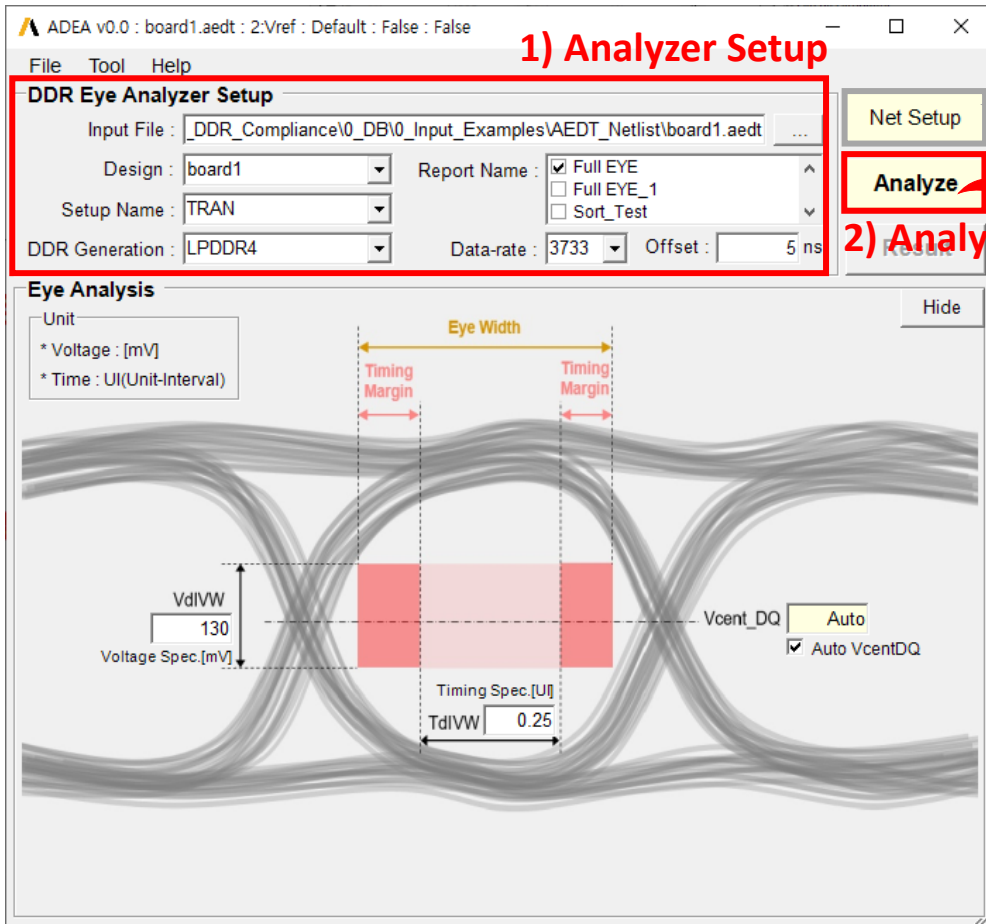 ADEA v0.0 : board1.aedt : 2:Vref : Default : False : False
1) Analyzer Setup
File Tool Help
DDR Eye Analyzer Setup
Input File : _DDR_Compliance\0_DB\0_Input_Examples\AEDT_Netlist\board1.aedt ...
Net Setup
Design : board1
Report Name : Full EYE
Full EYE_1
Sort_Test
Analyze
Setup Name : TRAN
DDR Generation : LPDDR4
Data-rate : 3733 Offset : 5 ns
2) Analy
Result
Eye Analysis
Hide
Unit
* Voltage : [mV]
* Time : UI(Unit-Interval)
Eye Width
Timing Margin
Timing Margin
VdIVW
130
Voltage Spec.[mV]
Vcent_DQ Auto
Auto VcentDQ
Timing Spec.[UI]
TdIVW 0.25